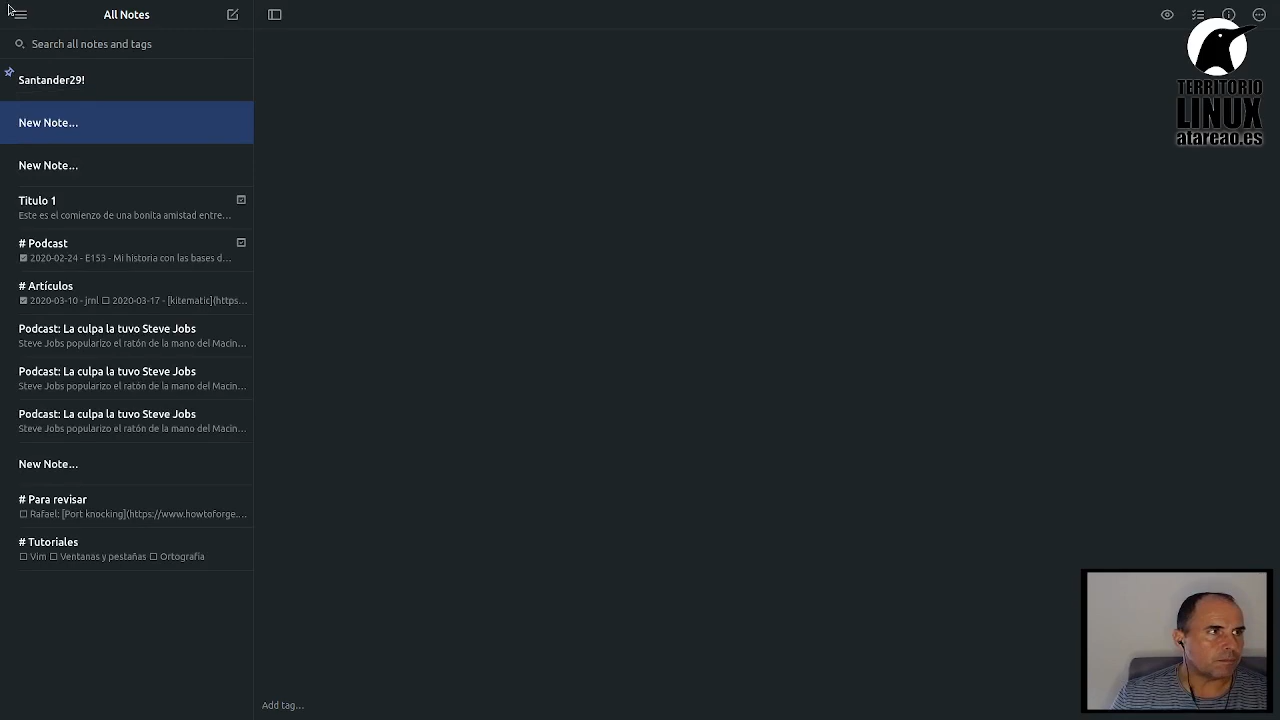 All Notes
Search all notes and tags
Santander29!
New Note...
New Note...
Titulo 1
Este es el comienzo de una bonita amistad entre...
# Podcast
2020-02-24 - E153 - Mi historia con las bases d...
# Artículos
2020-03-10 - jrnl 2020-03-17 - [kitematic](https...
Podcast: La culpa la tuvo Steve Jobs
Steve Jobs popularizo el ratón de la mano del Macin...
Podcast: La culpa la tuvo Steve Jobs
Steve Jobs popularizo el ratón de la mano del Macin...
Podcast: La culpa la tuvo Steve Jobs
Steve Jobs popularizo el ratón de la mano del Macin...
New Note...
# Para revisar
Rafael: [Port knocking](https://www.howtoforge....
# Tutoriales
Vim Ventanas y pestañas Ortografía
Add tag...
TERRITORIO
LINUX
atareao.es